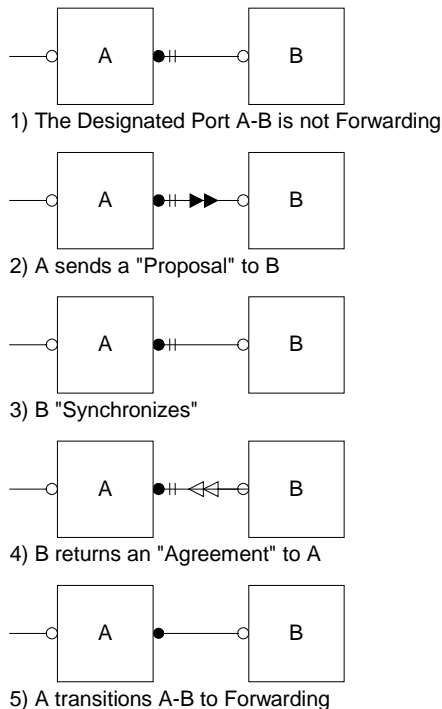 A B
1) The Designated Port A-B is not Forwarding
A B
2) A sends a "Proposal" to B
A B
3) B "Synchronizes"
A B
4) B returns an "Agreement" to A
A B
5) A transitions A-B to Forwarding